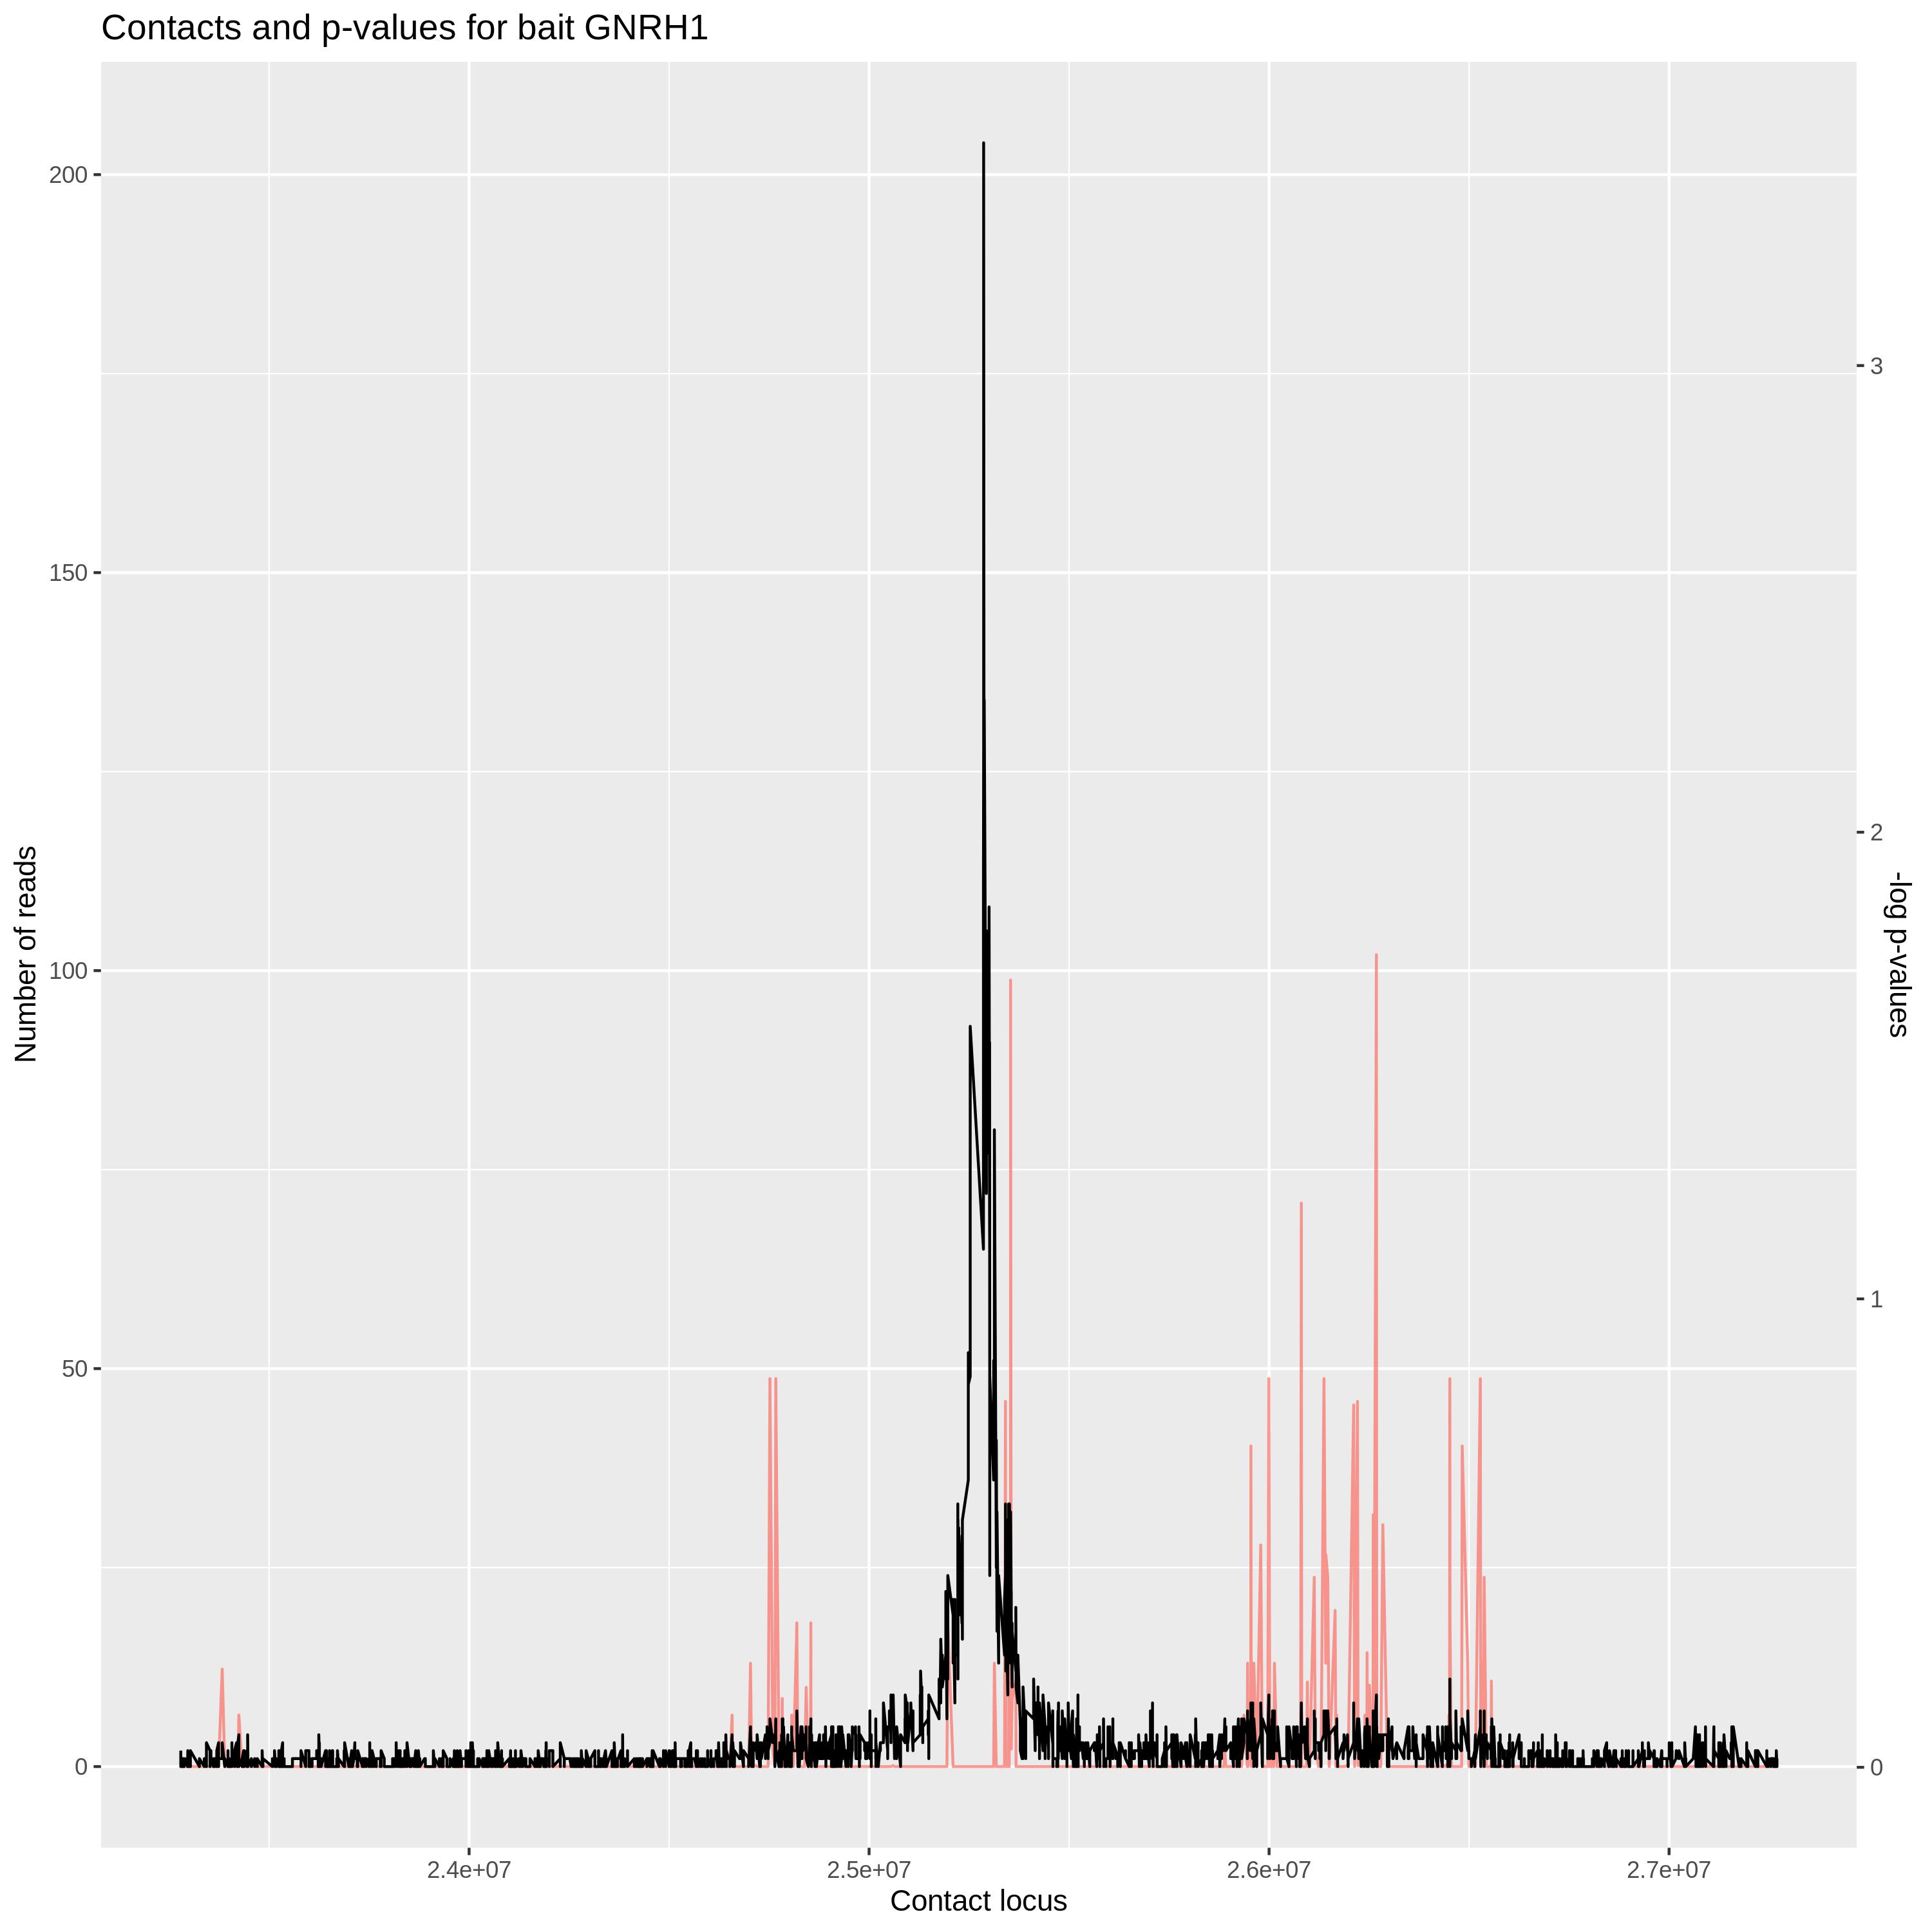 Contacts and p-values for bait GNRH1
200
150
100
50
0
Number of reads
3
2
1
0
-log p-values
2.4e+07
2.5e+07
2.6e+07
2.7e+07
Contact locus